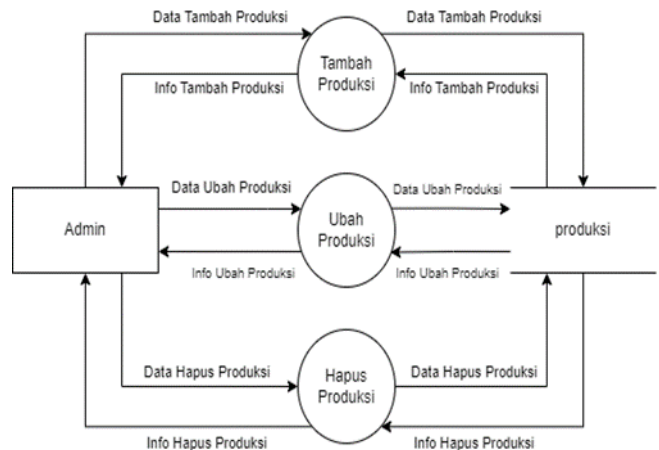 Data Tambah Produksi
Data Tambah Produksi
Tambah
Produksi
Info Tambah Produksi
Info Tambah Produksi
Data Ubah Produksi
Data Ubah Produksi
Admin
Ubah
Produksi
produksi
Info Ubah Produksi
Info Ubah Produksi
Data Hapus Produksi
Hapus
Produksi
Data Hapus Produksi
Info Hapus Produksi
Info Hapus Produksi